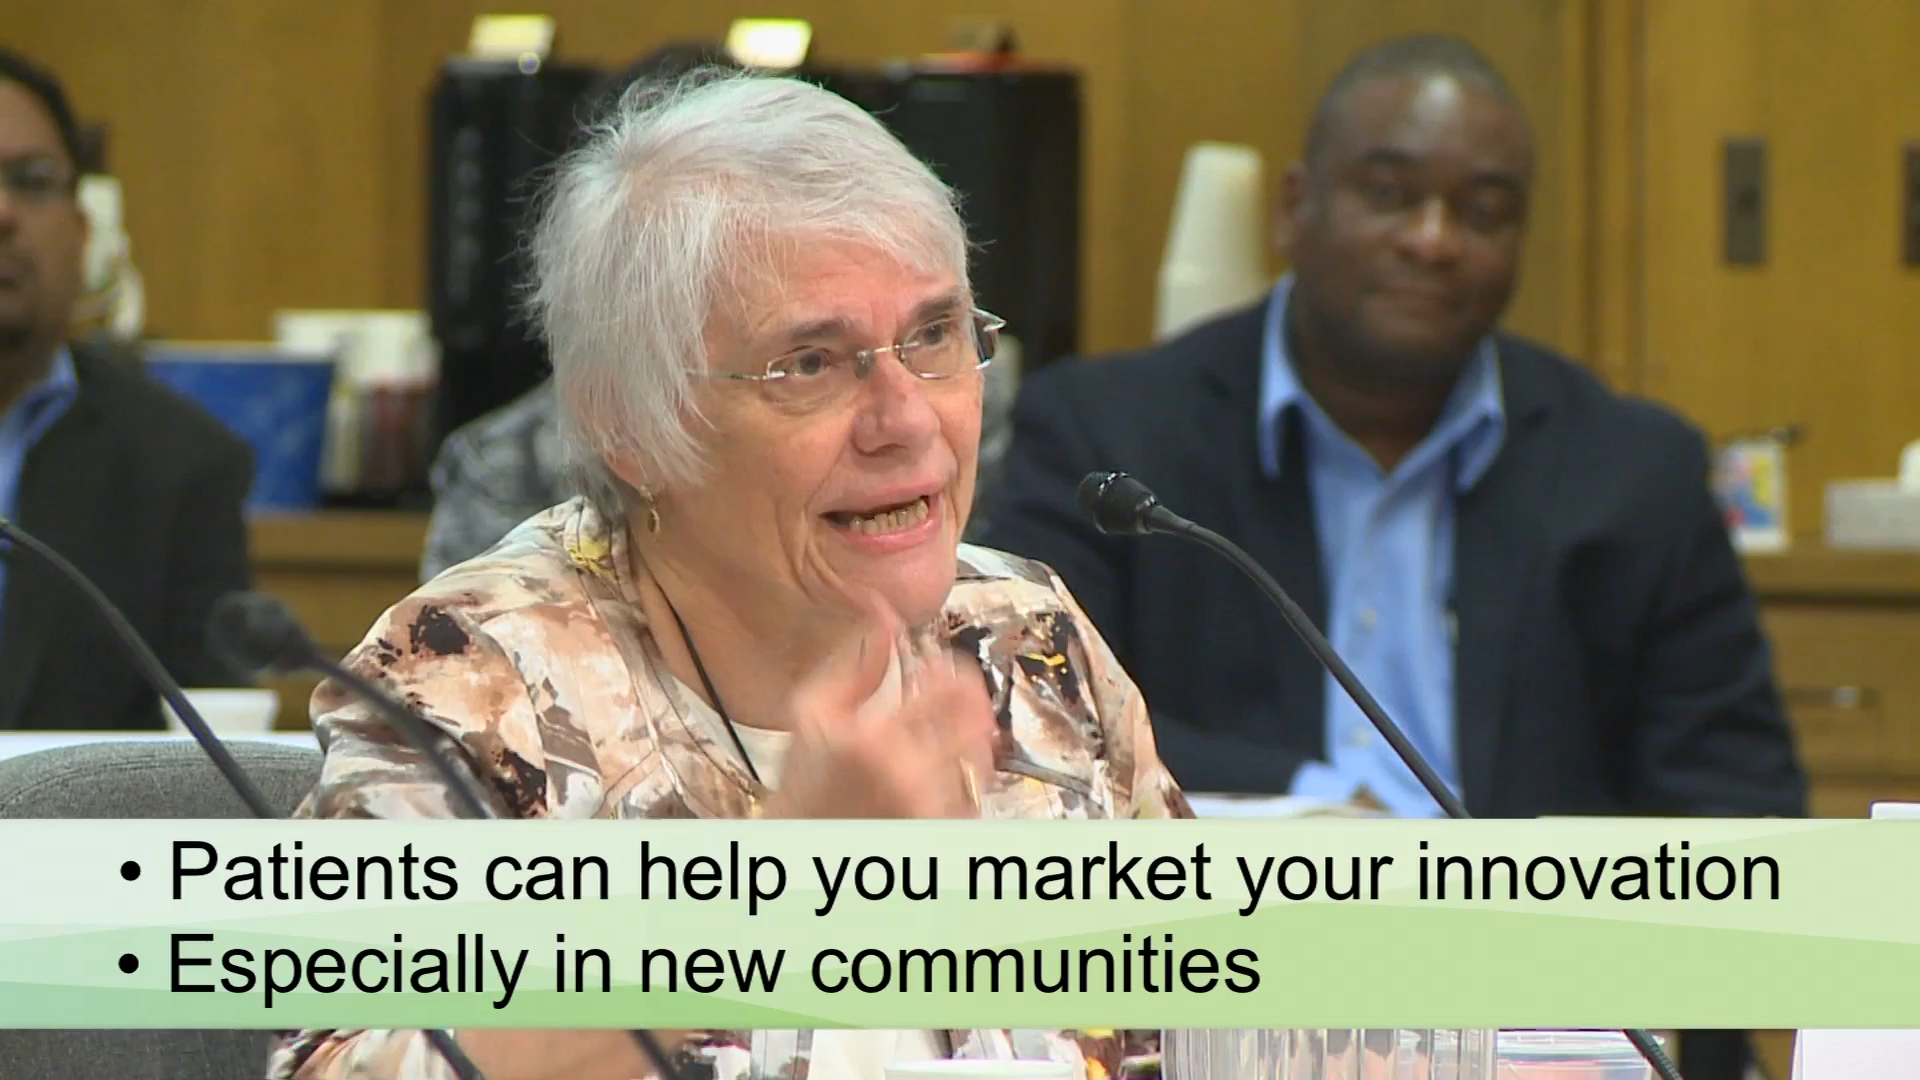 • Patients can help you market your innovation
• Especially in new communities